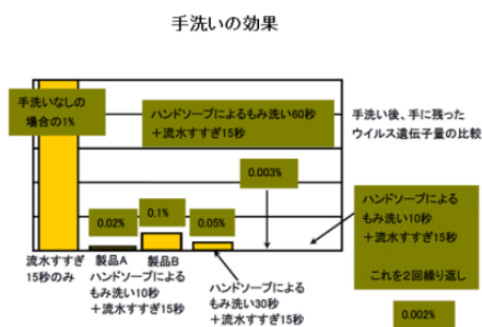 手洗いの効果
手洗いなしの
場合の1%
ハンドソープによるもみ洗い60秒
+流水すすぎ15秒
手洗い後、手に残った
ウイルス遺伝子量の比較
0.003%
0.02%
0.1%
0.05%
ハンドソープによる
もみ洗い10秒
+流水すすぎ15秒
これを2回繰り返し
流水すすぎ
15秒のみ
製品A
製品B
ハンドソープによる
もみ洗い10秒
+流水すすぎ15秒
ハンドソープによる
もみ洗い30秒
+流水すすぎ15秒
0.002%